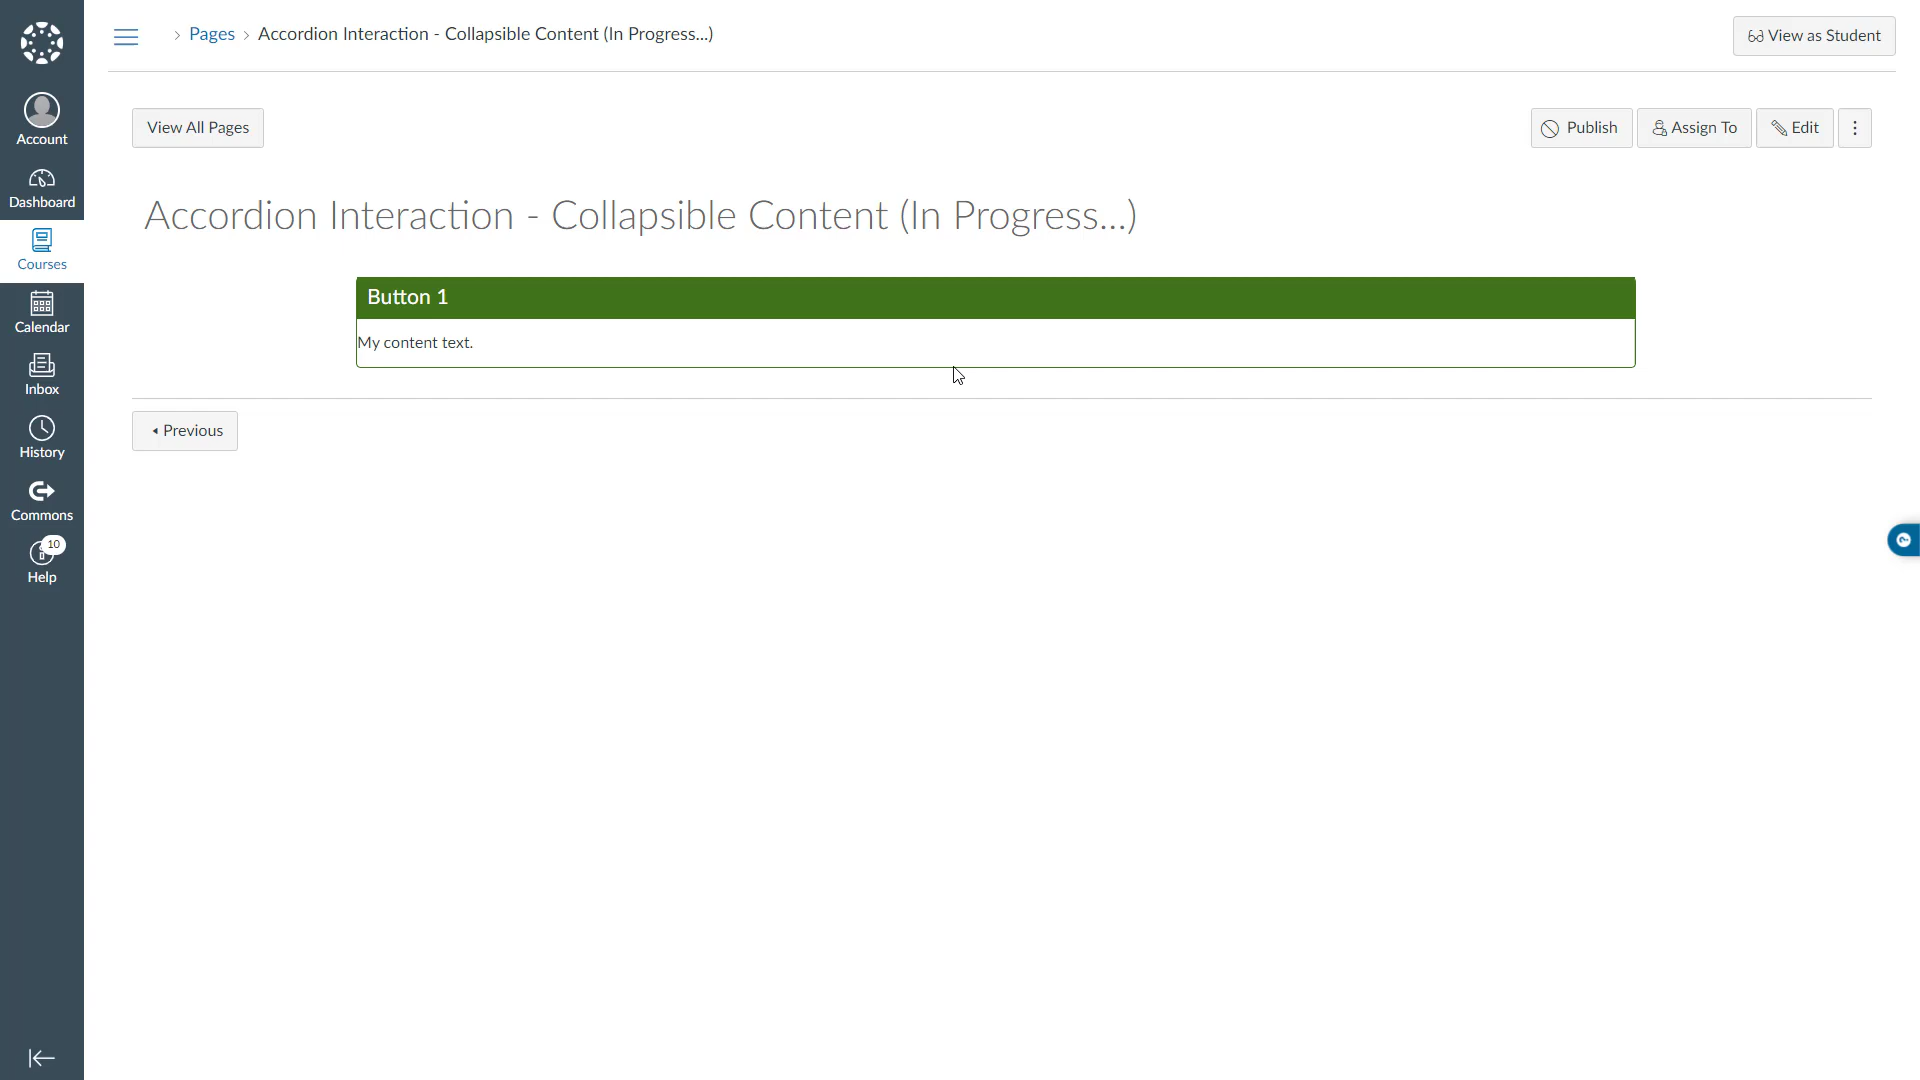 Pages
Accordion Interaction - Collapsible Content (In Progress...)
View as Student
Account
Dashboard
Courses
Calendar
Inbox
History
Commons
10
Help
View All Pages
Publish
Assign To
Edit
Accordion Interaction - Collapsible Content (In Progress...)
Button 1
My content text.
Previous